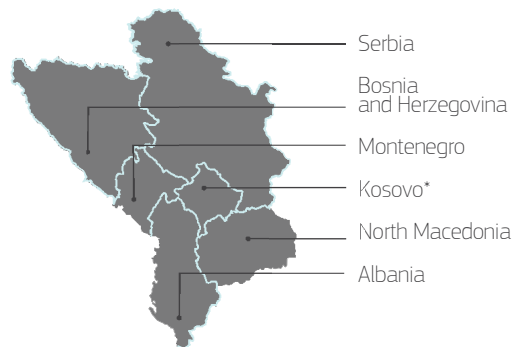 Serbia
Bosnia
and Herzegovina
Montenegro
Kosovo*
North Macedonia
Albania